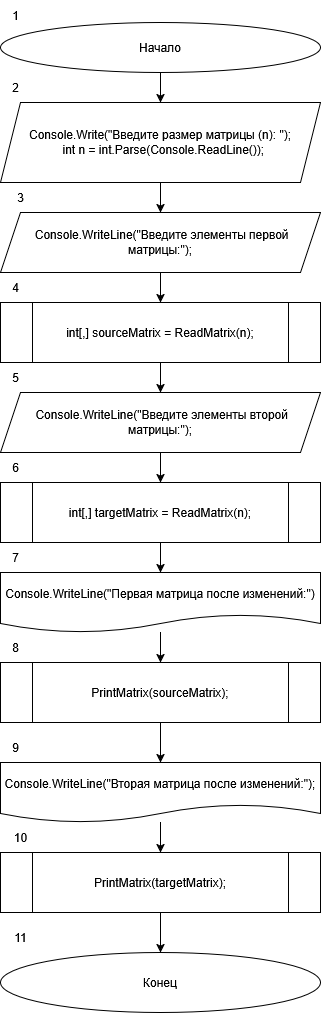 1
Начало
2
Console.Write("Введите размер матрицы (n): ");
int n = int.Parse(Console.ReadLine());
3
Console.WriteLine("Введите элементы первой
матрицы:");
4
int[,] sourceMatrix = ReadMatrix(n);
5
Console.WriteLine("Введите элементы второй
матрицы:");
6
int[,] targetMatrix = ReadMatrix(n);
7
Console.WriteLine("Первая матрица после изменений:")
8
PrintMatrix(sourceMatrix);
9
Console.WriteLine("Вторая матрица после изменений:");
10
PrintMatrix(targetMatrix);
11
Конец